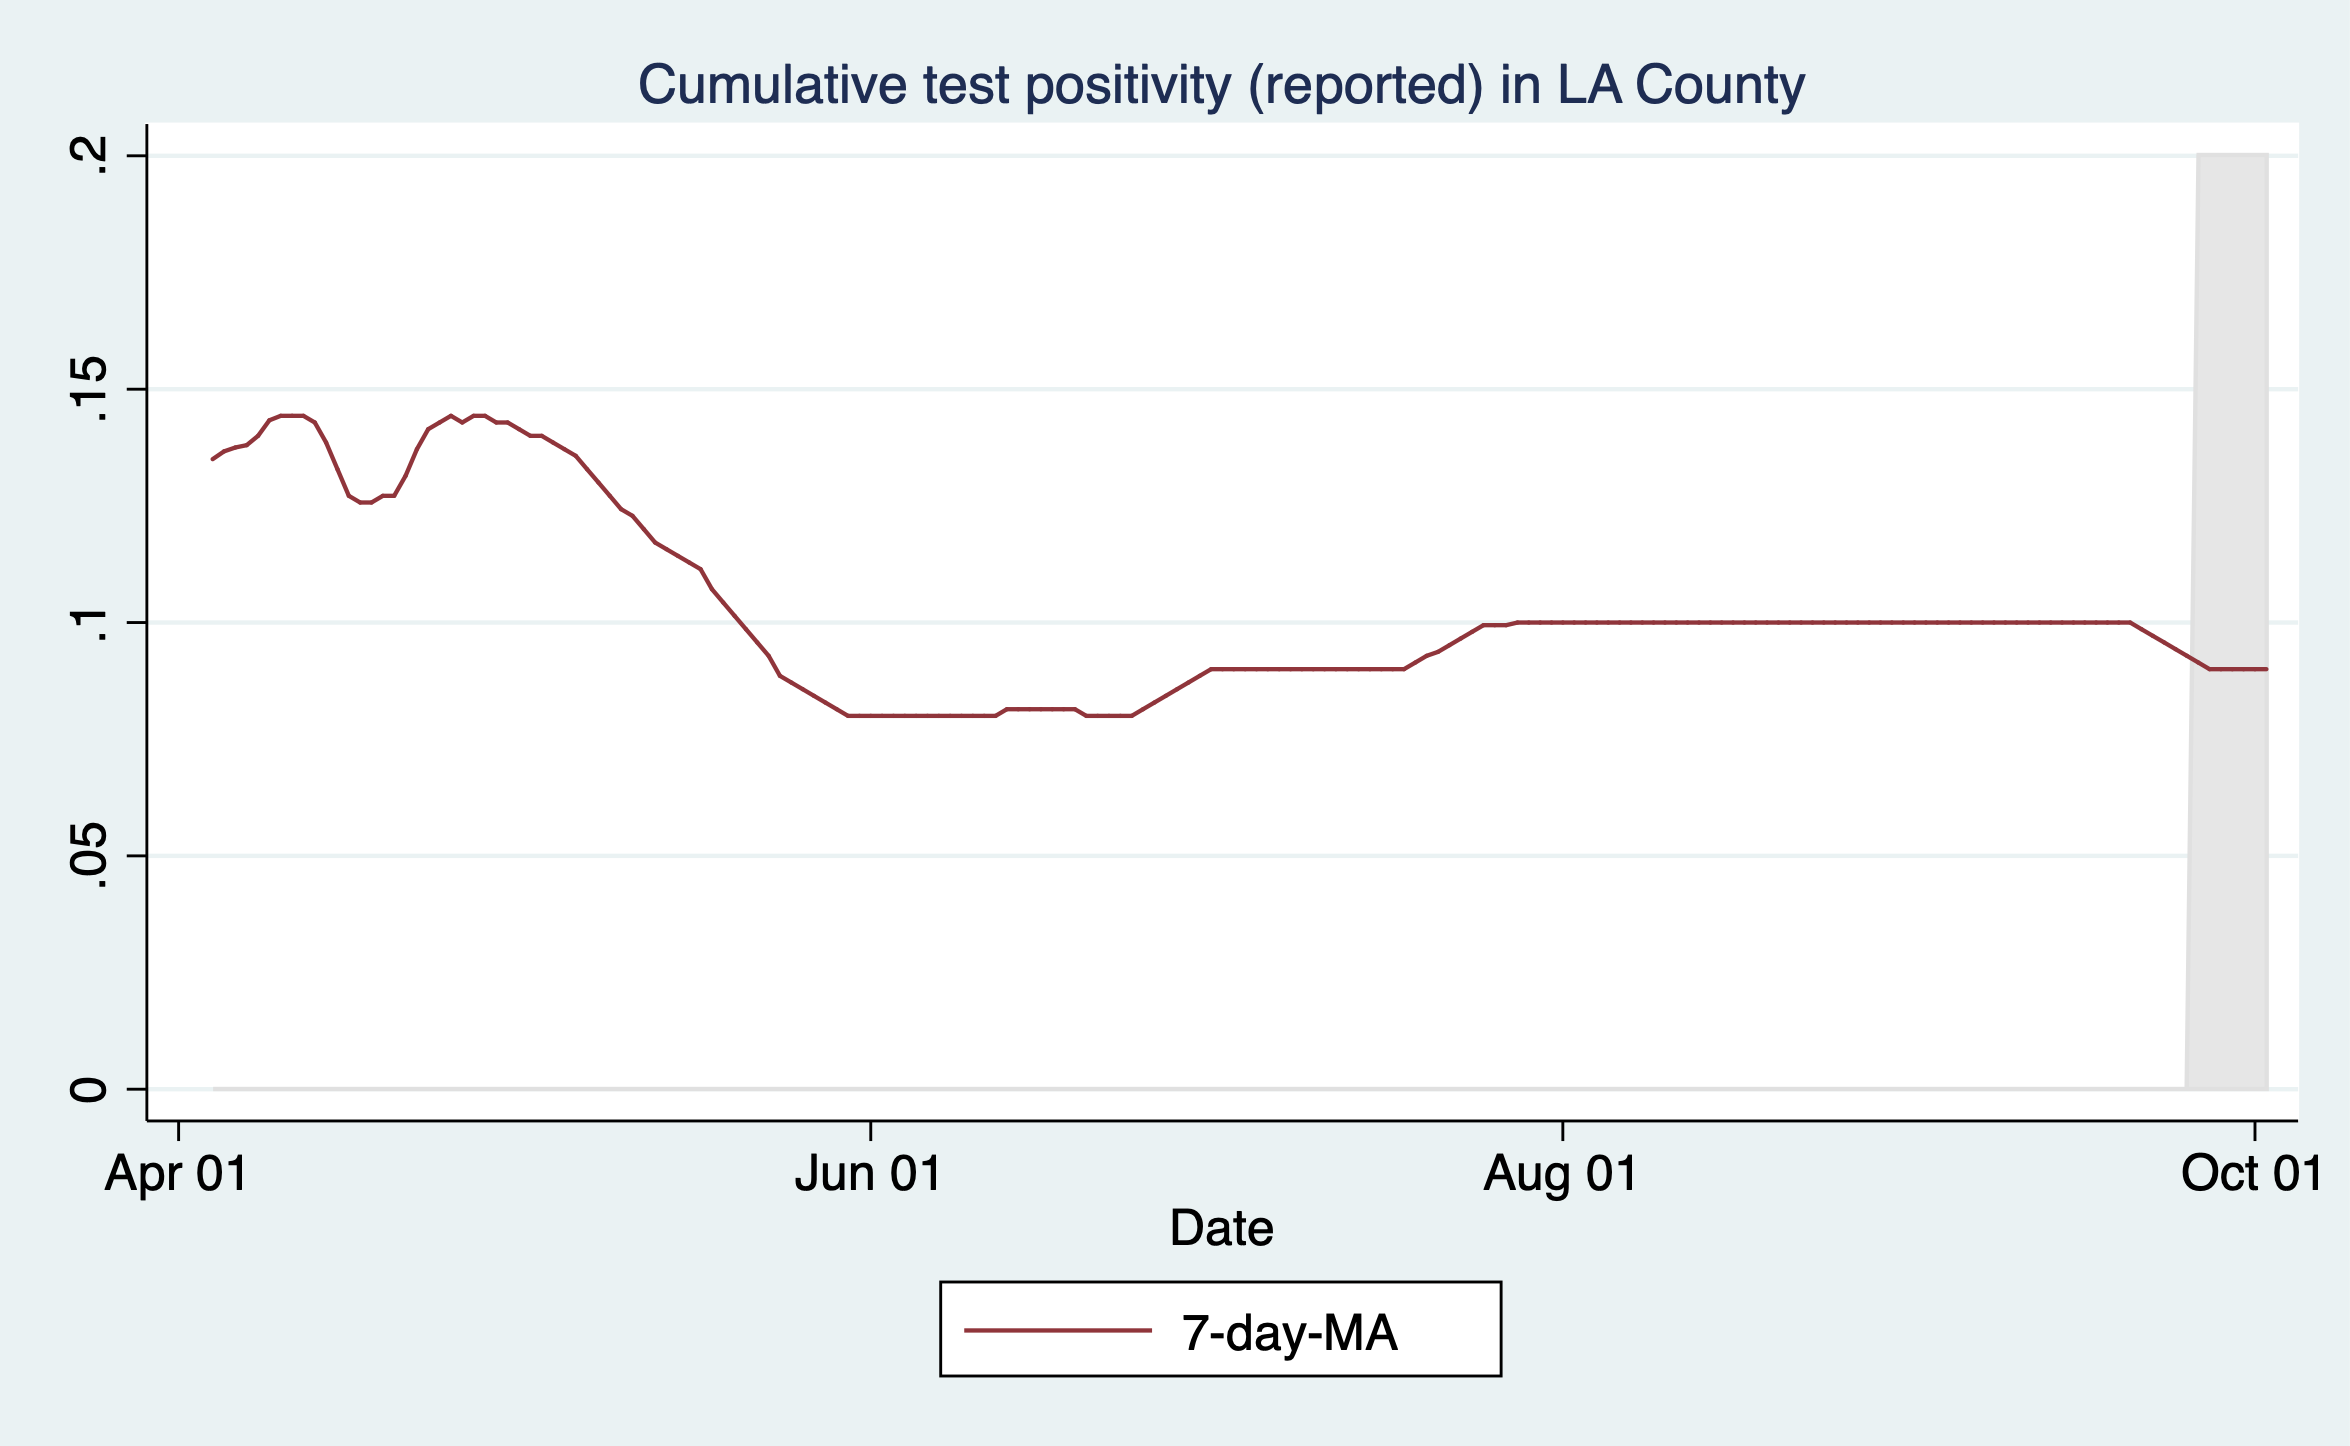 Cumulative test positivity (reported) in LA County
.2
.15
.1
.05
0
Apr 01 Jun 01 Aug 01 Oct 01
Date
7-day-MA